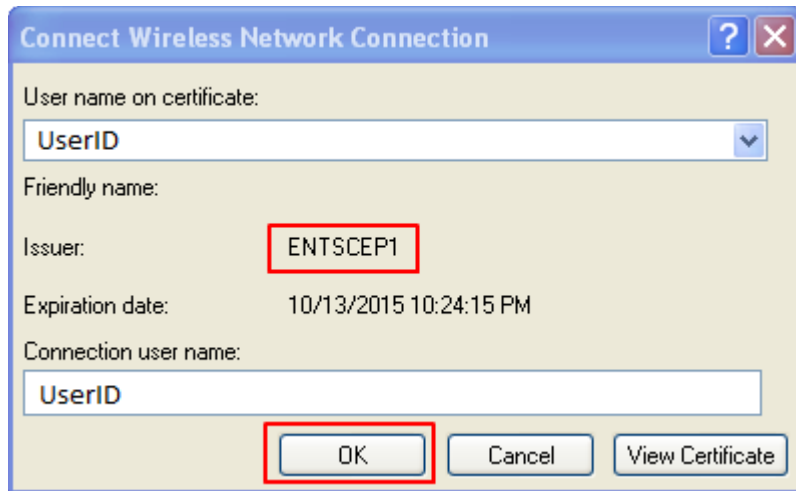 Connect Wireless Network Connection
?
User name on certificate:
UserID
Friendly name:
Issuer: ENTSCEP1
Expiration date: 10/13/2015 10:24:15 PM
Connection user name:
UserID
OK Cancel View Certificate